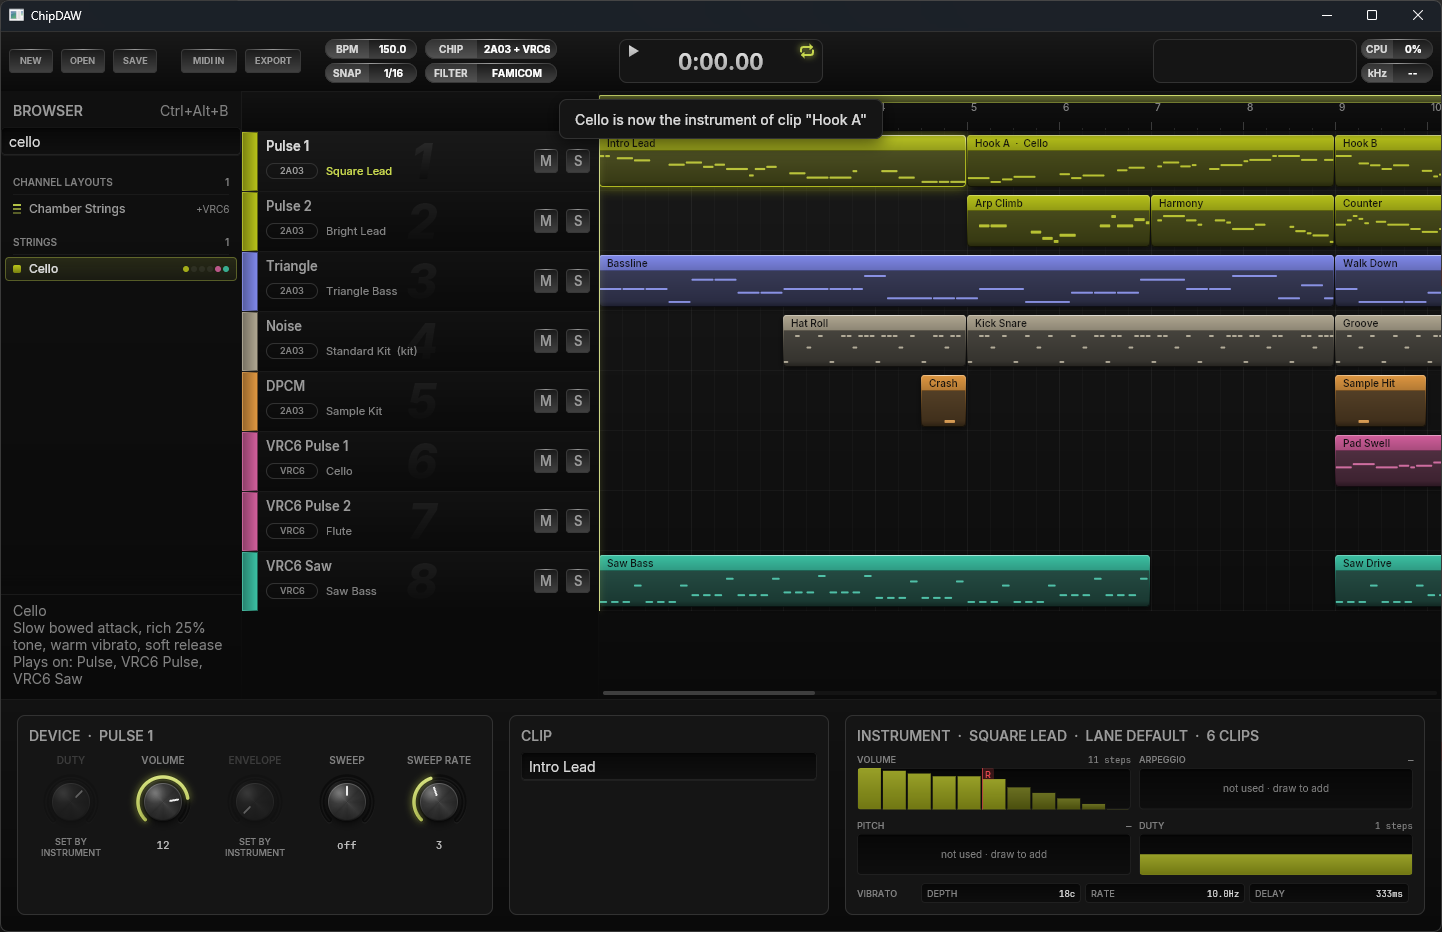 ChipDAW
NEW OPEN SAVE MIDI IN EXPORT
BPM 150.0 CHIP 2A03 + VRC6
SNAP 1/16 FILTER FAMICOM
0:00.00
CPU 0%
kHz --
BROWSER Ctrl+Alt+B
cello
CHANNEL LAYOUTS 1
Chamber Strings +VRC6
STRINGS 1
Cello
Cello
Slow bowed attack, rich 25%
tone, warm vibrato, soft release
Plays on: Pulse, VRC6 Pulse,
VRC6 Saw
Cello is now the instrument of clip "Hook A"
5 6 7 8 9 10
Pulse 1 1 M S
2A03 Square Lead
Intro Lead Hook A · Cello Hook B
Pulse 2 2 M S
2A03 Bright Lead
Arp Climb Harmony Counter
Triangle 3 M S
2A03 Triangle Bass
Bassline Walk Down
Noise 4 M S
2A03 Standard Kit (kit)
Hat Roll Kick Snare Groove
DPCM 5 M S
2A03 Sample Kit
Crash Sample Hit
VRC6 Pulse 1 6 M S
VRC6 Cello
Pad Swell
VRC6 Pulse 2 7 M S
VRC6 Flute
VRC6 Saw 8 M S
VRC6 Saw Bass
Saw Bass Saw Drive
DEVICE · PULSE 1
DUTY VOLUME ENVELOPE SWEEP SWEEP RATE
SET BY INSTRUMENT 12 SET BY INSTRUMENT off 3
CLIP
Intro Lead
INSTRUMENT · SQUARE LEAD · LANE DEFAULT · 6 CLIPS
VOLUME 11 steps ARPEGGIO –
R
not used · draw to add
PITCH – DUTY 1 steps
not used · draw to add
VIBRATO DEPTH 18c RATE 10.0Hz DELAY 333ms